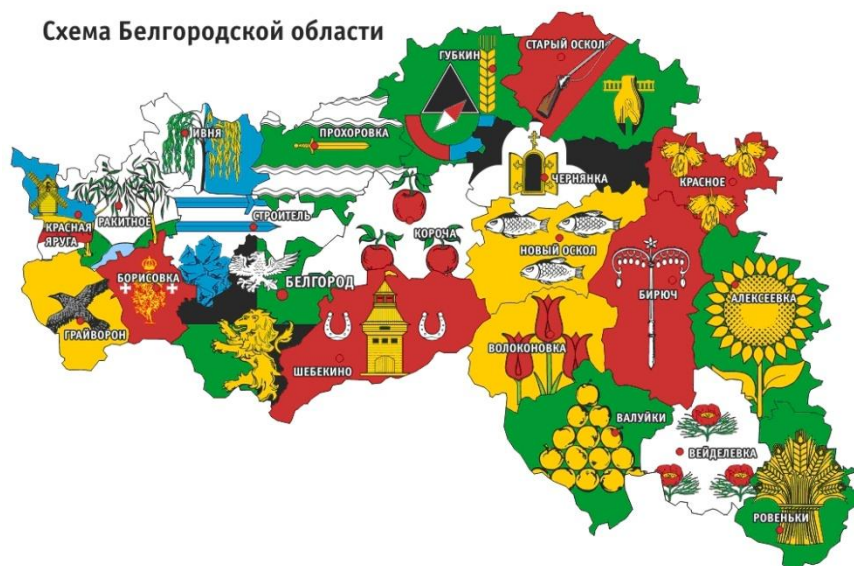 Схема Белгородской области
ГУБКИН
СТАРЫЙ ОСКОЛ
ИВНЯ
ПРОХОРОВКА
ЧЕРНЯНКА
КРАСНОЕ
РАКИТНОЕ
СТРОИТЕЛЬ
КРАСНАЯ
ЯРУГА
КОРОЧА
НОВЫЙ ОСКОЛ
БОРИСОВКА
БЕЛГОРОД
БИРЮЧ
АЛЕКСЕЕВКА
ГРАЙВОРОН
ВОЛОКОНОВКА
ШЕБЕКИНО
ВАЛУЙКИ
ВЕЙДЕЛЕВКА
РОВЕНЬКИ